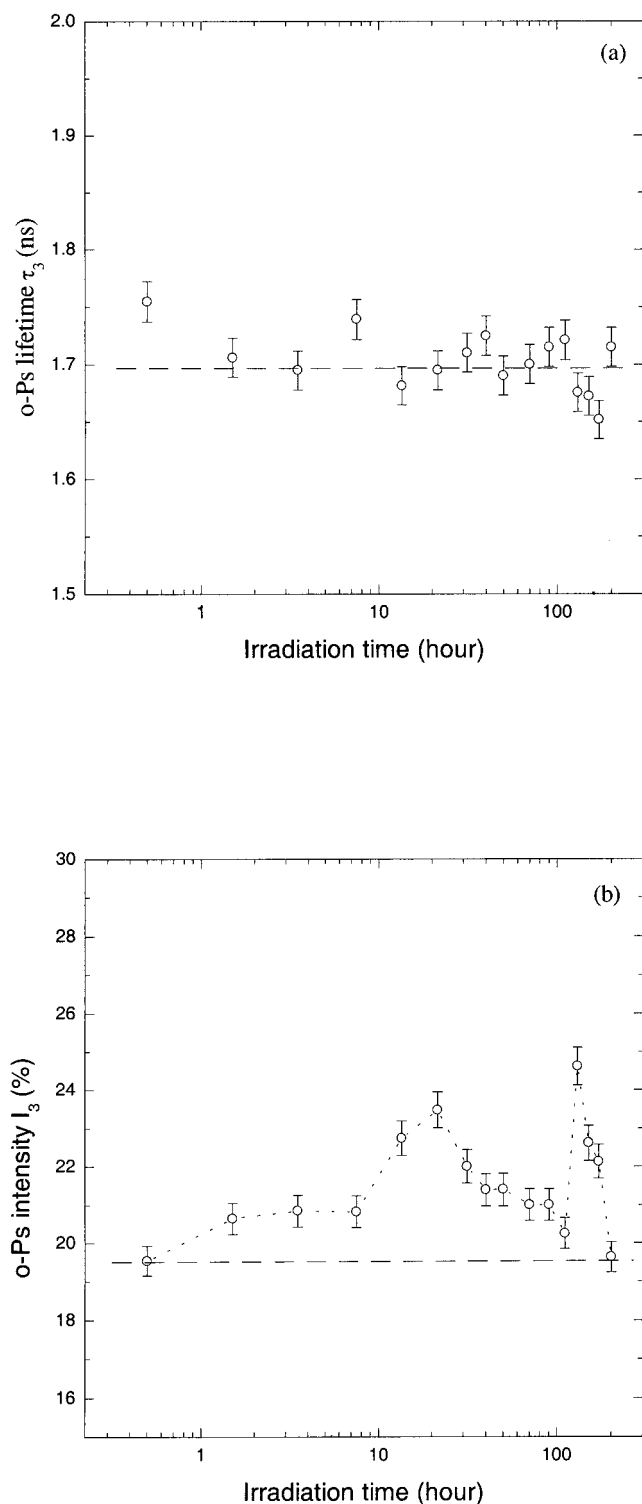 (a)
2.0
1.9
1.8
1.7
1.6
1.5
o-Ps lifetime τ3 (ns)
1 10 100
Irradiation time (hour)
(b)
30
28
26
24
22
20
18
16
o-Ps intensity I3 (%)
1 10 100
Irradiation time (hour)